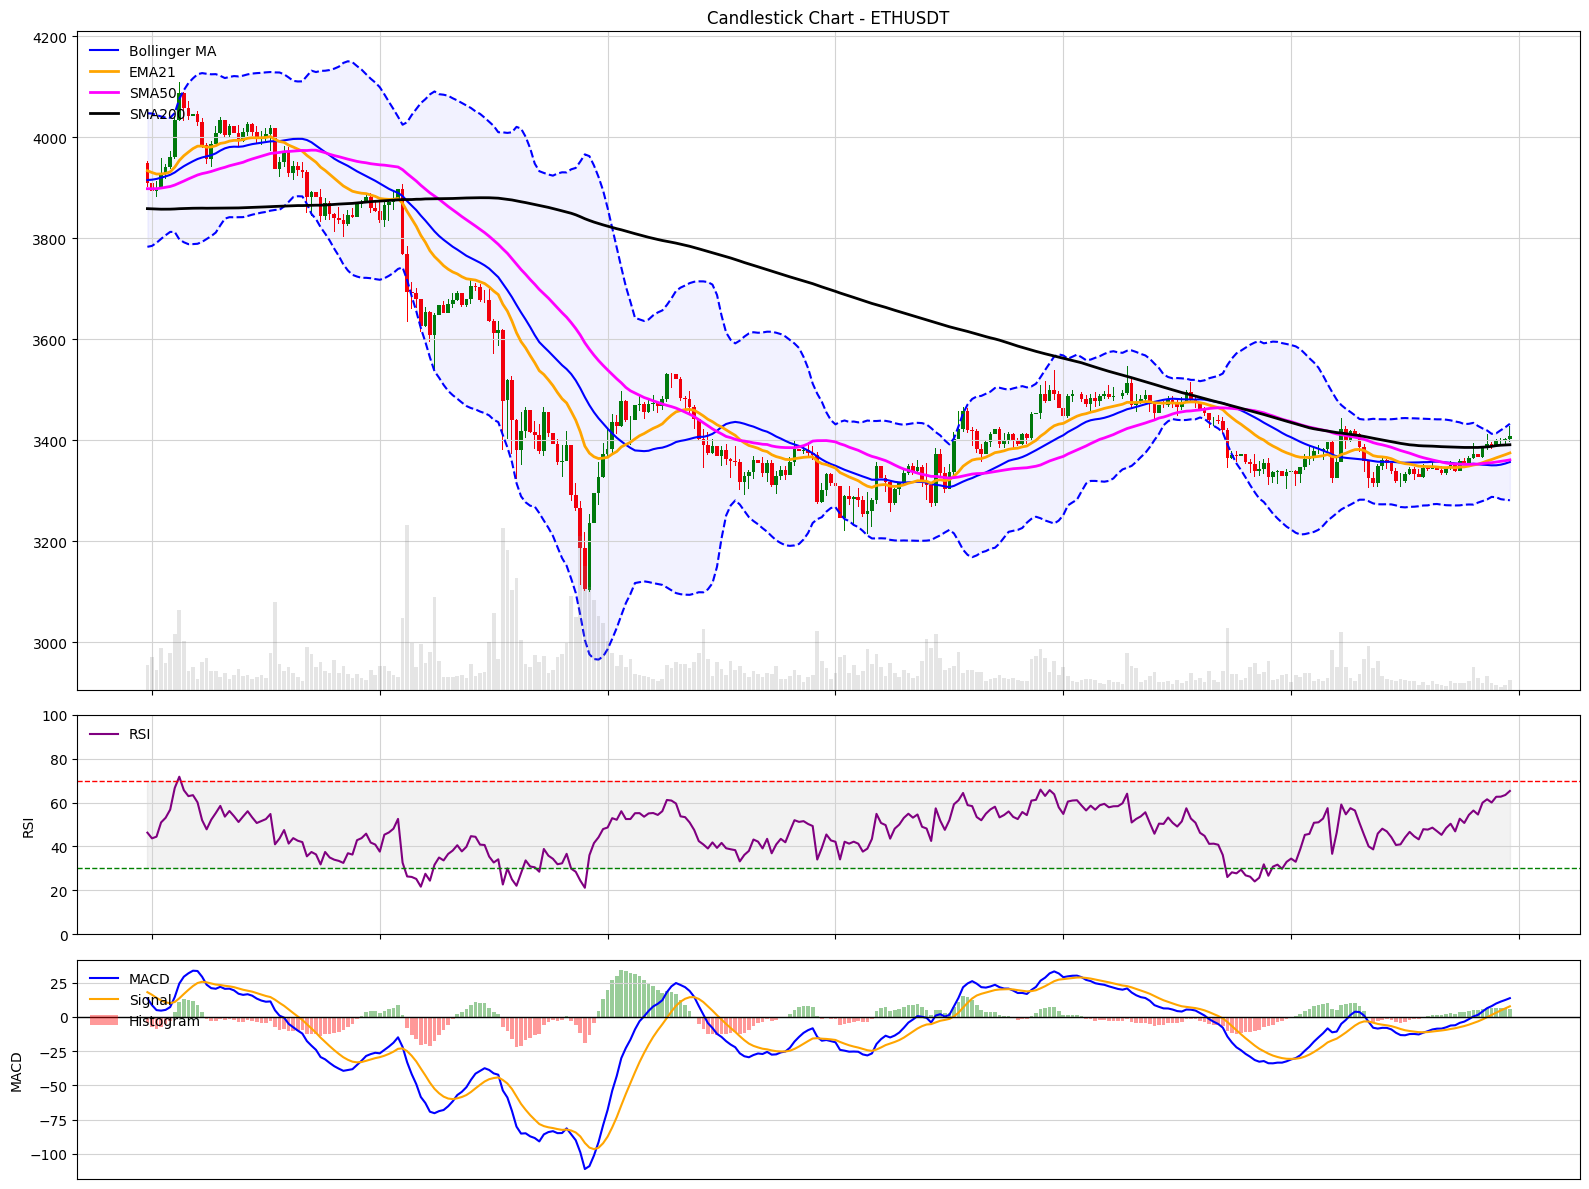 Candlestick Chart - ETHUSDT
4200
4000
3800
3600
3400
3200
3000
Bollinger MA
EMA21
SMA50
SMA200
100
80
60
40
20
0
RSI
RSI
25
0
−25
−50
−75
−100
MACD
MACD
Signal
Histogram